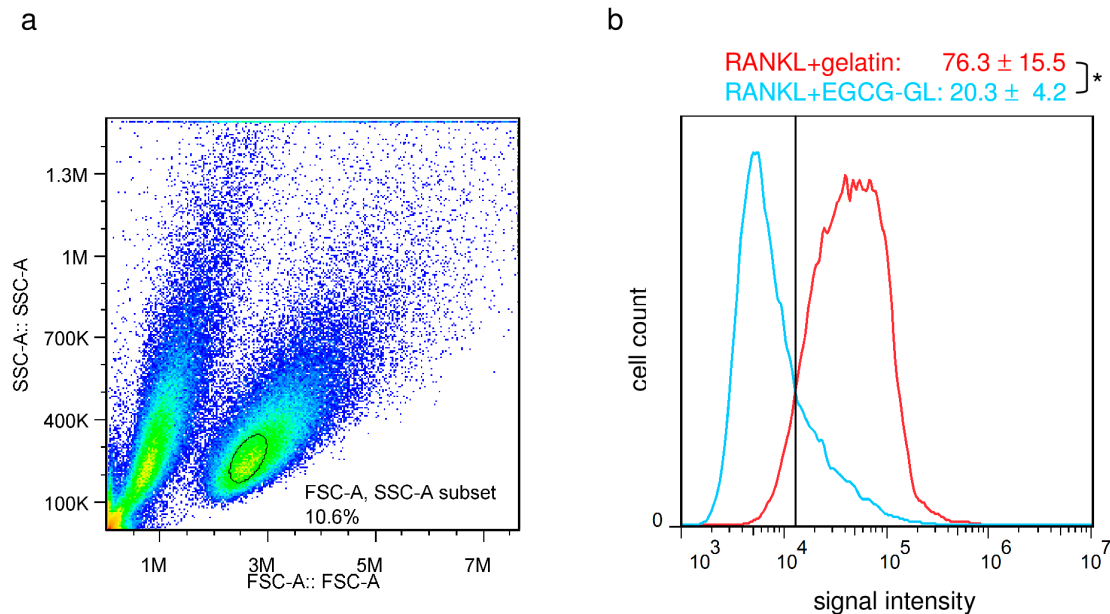 a
SSC-A:: SSC-A
1.3M
1M
700K
400K
100K
FSC-A, SSC-A subset
10.6%
1M 3M 5M 7M
FSC-A:: FSC-A
b
RANKL+gelatin: 76.3 ± 15.5
RANKL+EGCG-GL: 20.3 ± 4.2
*
cell count
0
10³ 10⁴ 10⁵ 10⁶ 10⁷
signal intensity